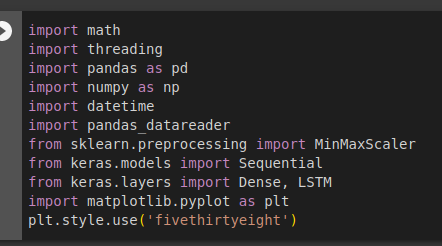 import math
import threading
import pandas as pd
import numpy as np
import datetime
import pandas_datareader
from sklearn.preprocessing import MinMaxScaler
from keras.models import Sequential
from keras.layers import Dense, LSTM
import matplotlib.pyplot as plt
plt.style.use('fivethirtyeight')